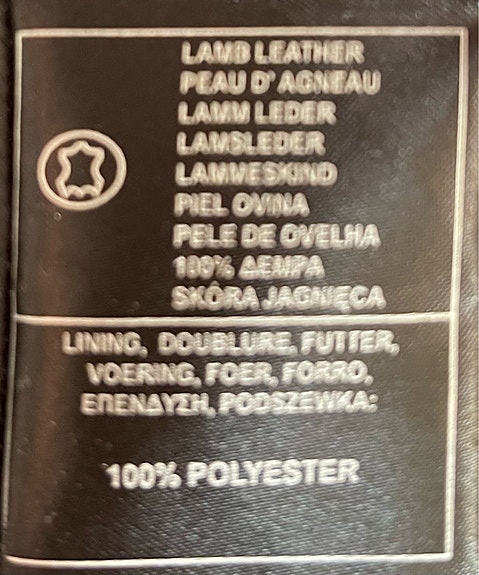 LAMB LEATHER
PEAU D' AGNEAU
LAMM LEDER
LAMSLEDER
LAMMESKIND
PIEL OVINA
PELE DE OVELHA
100% ΔΕΜΡΑ
SKÓRA JAGNIĘCA
LINING, DOUBLURE, FUTTER,
VOERING, FOER, FORRO,
ΕΠΕΝΔΥΣΗ, PODSZEWKA:
100% POLYESTER